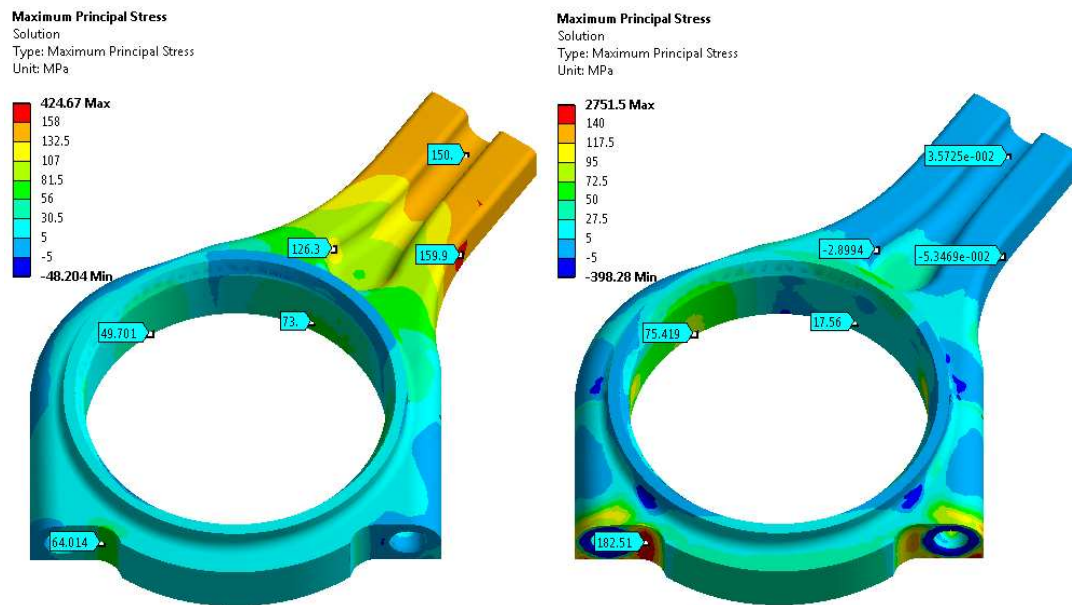 Maximum Principal Stress
Solution
Type: Maximum Principal Stress
Unit: MPa
424.67 Max
158
132.5
107
81.5
56
30.5
5
-5
-48.204 Min
150.
126.3
159.9
49.701
73.
64.014
Maximum Principal Stress
Solution
Type: Maximum Principal Stress
Unit: MPa
2751.5 Max
140
117.5
95
72.5
50
27.5
5
-5
-398.28 Min
3.5725e-002
-2.8994
-5.3469e-002
75.419
17.56
182.51